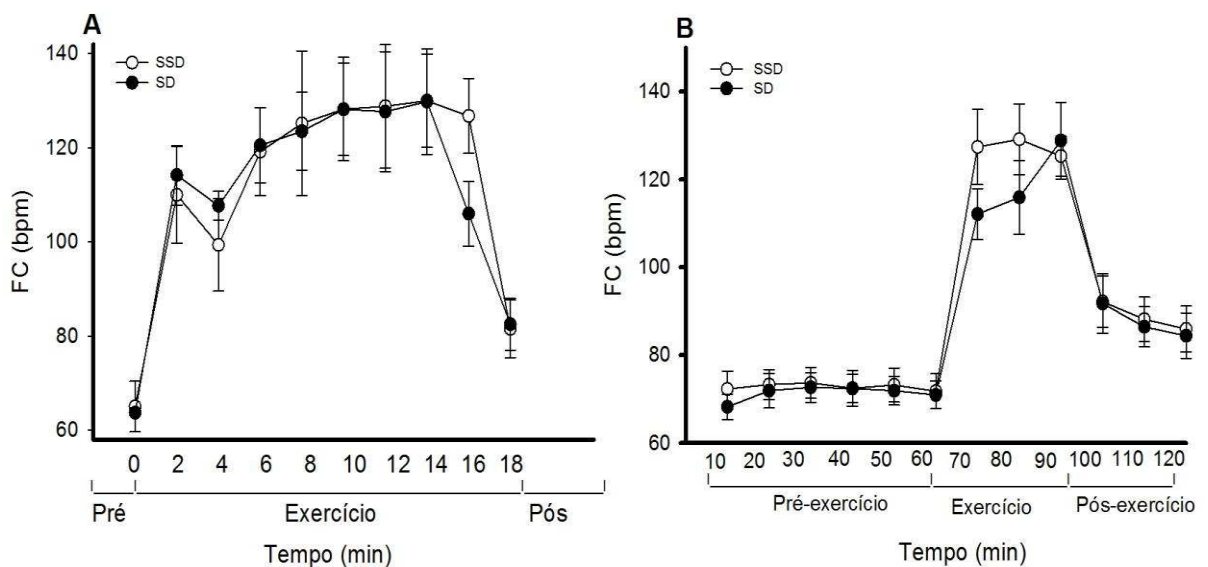 A
SSD
SD
140
120
100
80
60
FC (bpm)
0 2 4 6 8 10 12 14 16 18
Pré Exercício Pós
Tempo (min)
B
SSD
SD
140
120
100
80
60
FC (bpm)
10 20 30 40 50 60 70 80 90 100 110 120
Pré-exercício Exercício Pós-exercício
Tempo (min)